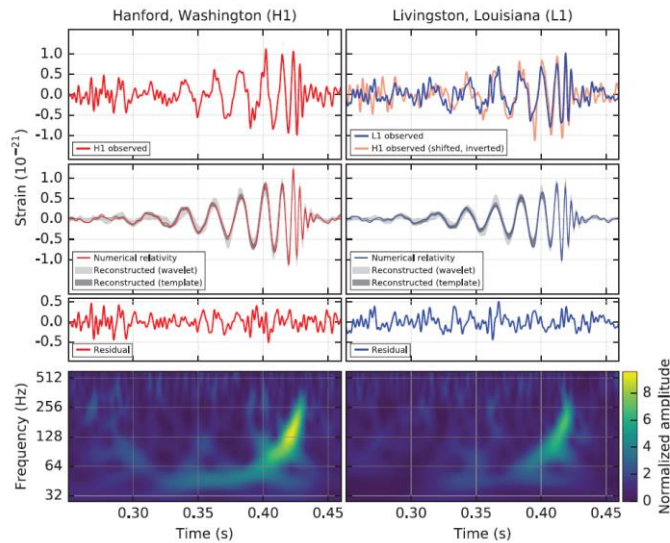 Hanford, Washington (H1)
Livingston, Louisiana (L1)
Strain (10⁻²¹)
1.0
0.5
0.0
-0.5
-1.0
H1 observed
L1 observed
H1 observed (shifted, inverted)
1.0
0.5
0.0
-0.5
-1.0
Numerical relativity
Reconstructed (wavelet)
Reconstructed (template)
Numerical relativity
Reconstructed (wavelet)
Reconstructed (template)
0.5
0.0
-0.5
Residual
Residual
Frequency (Hz)
512
256
128
64
32
0.30
0.35
0.40
0.45
0.30
0.35
0.40
0.45
Time (s)
Time (s)
8
6
4
2
0
Normalized amplitude